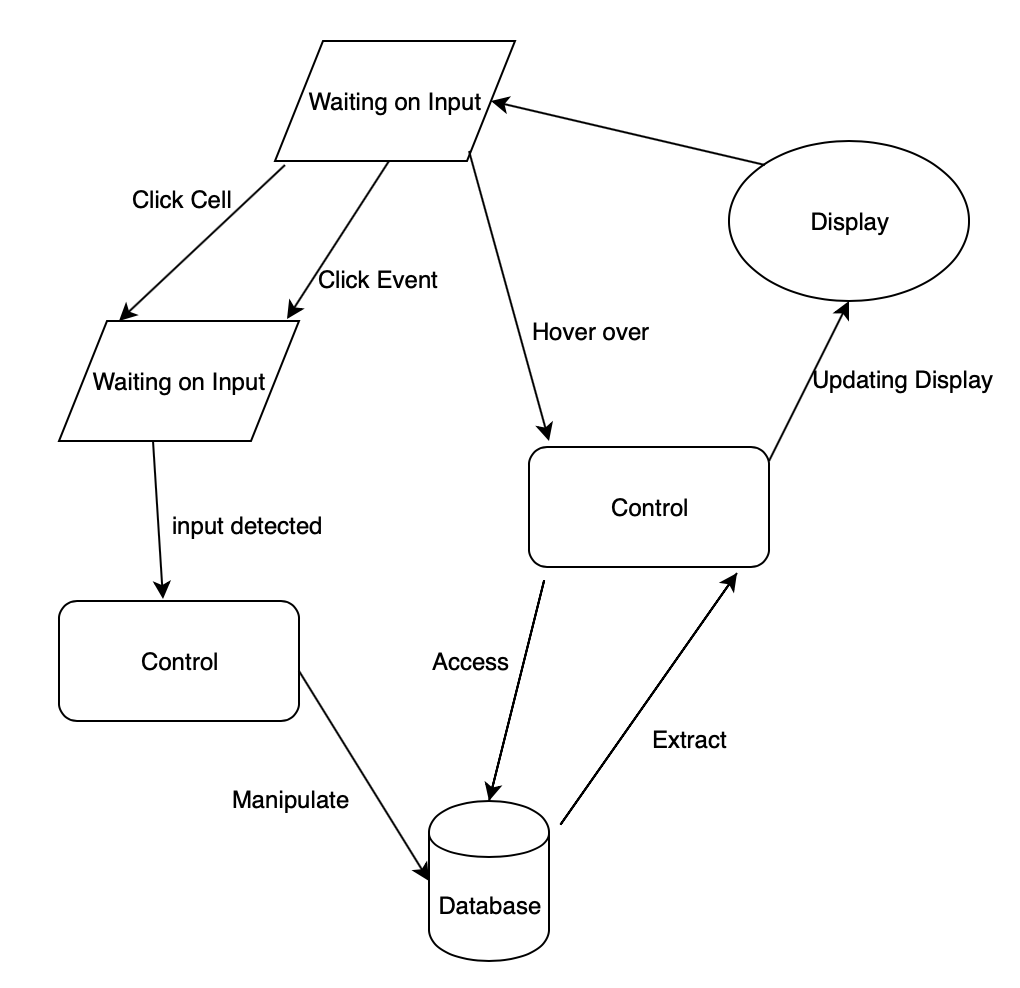 Waiting on Input
Click Cell
Display
Click Event
Hover over
Waiting on Input
Updating Display
Control
input detected
Control
Access
Extract
Manipulate
Database